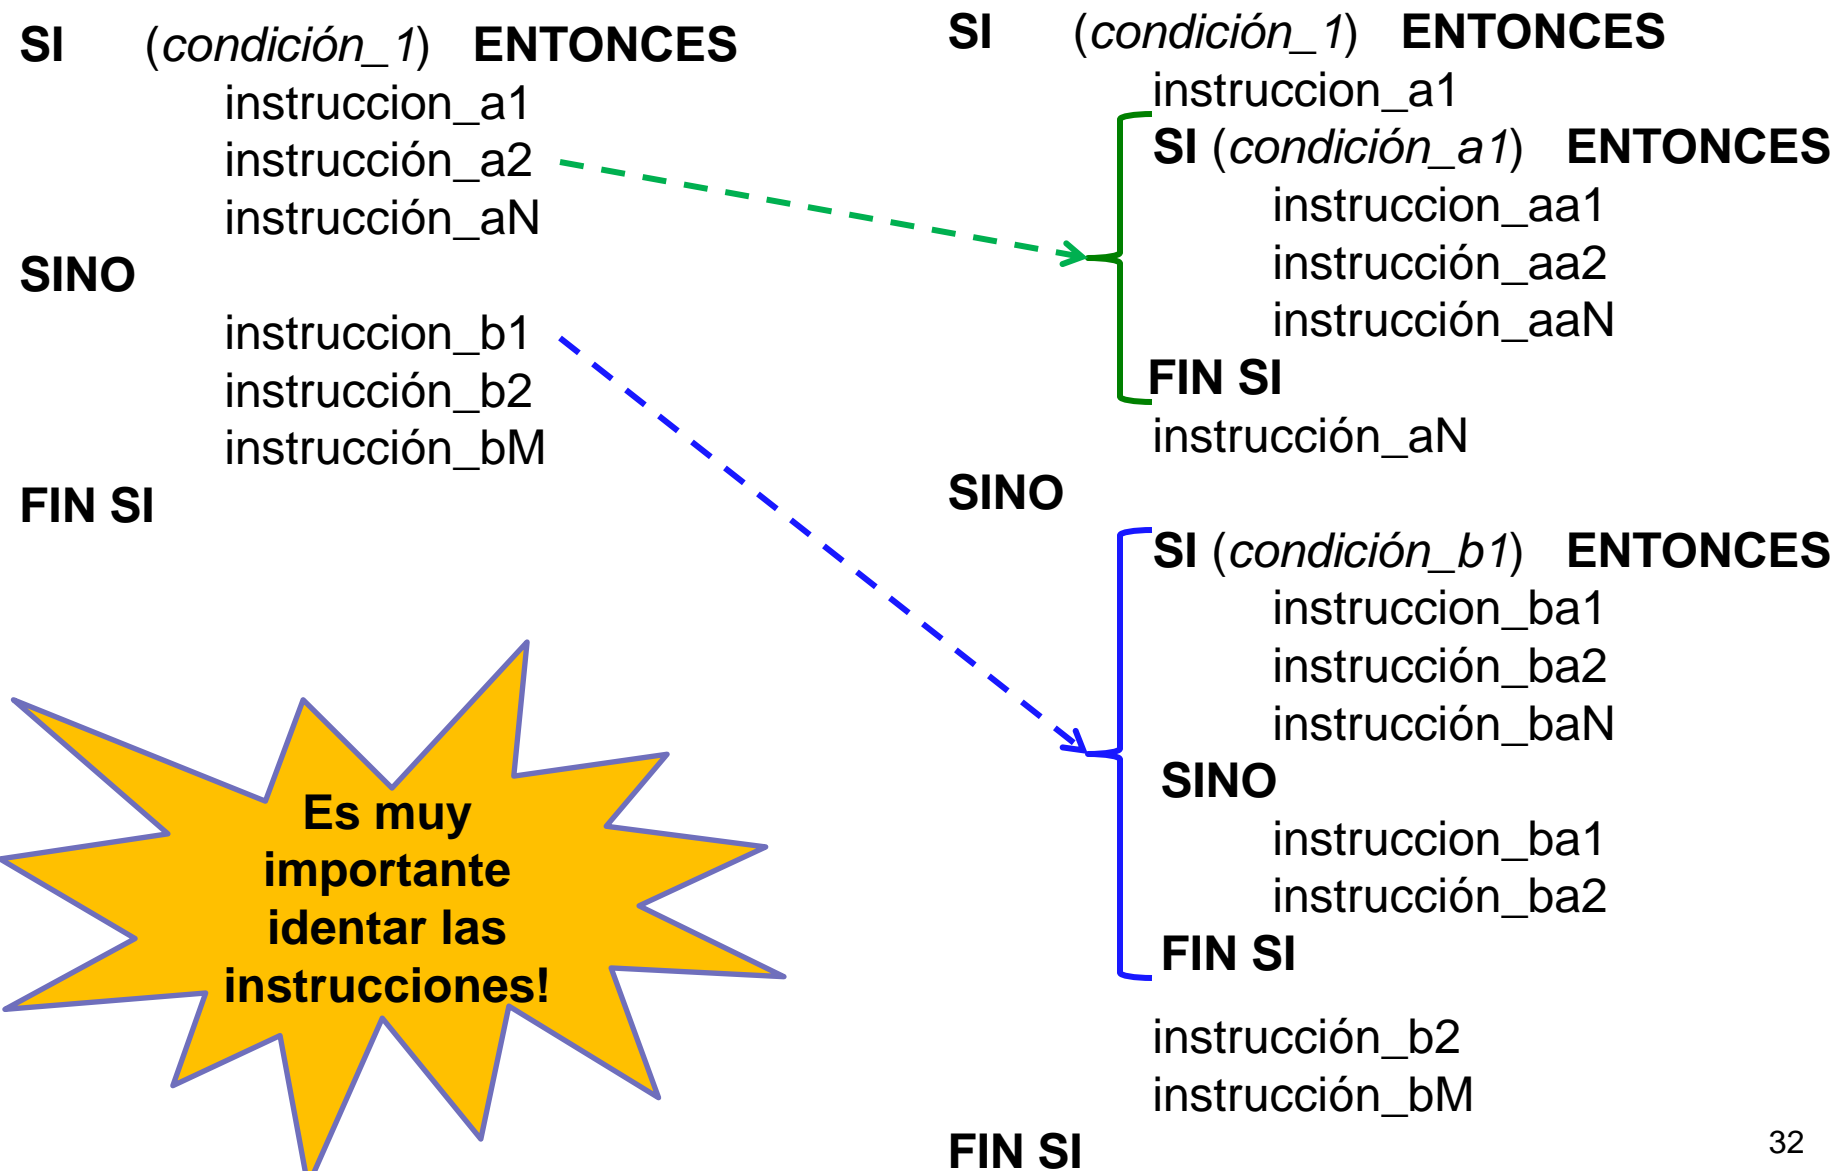 SI (condición_1) ENTONCES
instruccion_a1
instrucción_a2
instrucción_aN
SINO
instruccion_b1
instrucción_b2
instrucción_bM
FIN SI
Es muy
importante
identar las
instrucciones!
SI (condición_1) ENTONCES
instruccion_a1
SI (condición_a1) ENTONCES
instruccion_aa1
instrucción_aa2
instrucción_aaN
FIN SI
instrucción_aN
SINO
SI (condición_b1) ENTONCES
instruccion_ba1
instrucción_ba2
instrucción_baN
SINO
instruccion_ba1
instrucción_ba2
FIN SI
instrucción_b2
instrucción_bM
FIN SI
32